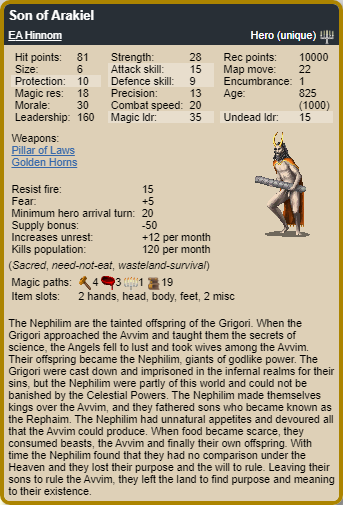 Son of Arakiel
EA Hinnom Hero (unique)
Hit points: 81 Strength: 28 Rec points: 10000
Size: 6 Attack skill: 15 Map move: 22
Protection: 10 Defence skill: 9 Encumbrance: 1
Magic res: 18 Precision: 13 Age: 825
Morale: 30 Combat speed: 20 (1000)
Leadership: 160 Magic ldr: 35 Undead ldr: 15
Weapons:
Pillar of Laws
Golden Horns
Resist fire: 15
Fear: +5
Minimum hero arrival turn: 20
Supply bonus: -50
Increases unrest: +12 per month
Kills population: 120 per month
(Sacred, need-not-eat, wasteland-survival)
Magic paths: 4 3 1 19
Item slots: 2 hands, head, body, feet, 2 misc
The Nephilim are the tainted offspring of the Grigori. When the
Grigori approached the Avvim and taught them the secrets of
science, the Angels fell to lust and took wives among the Avvim.
Their offspring became the Nephilim, giants of godlike power. The
Grigori were cast down and imprisoned in the infernal realms for their
sins, but the Nephilim were partly of this world and could not be
banished by the Celestial Powers. The Nephilim made themselves
kings over the Avvim, and they fathered sons who became known as
the Rephaim. The Nephilim had unnatural appetites and devoured all
that the Avvim could produce. When food became scarce, they
consumed beasts, the Avvim and finally their own offspring. With
time the Nephilim found that they had no comparison under the
Heaven and they lost their purpose and the will to rule. Leaving their
sons to rule the Avvim, they left the land to find purpose and meaning
to their existence.